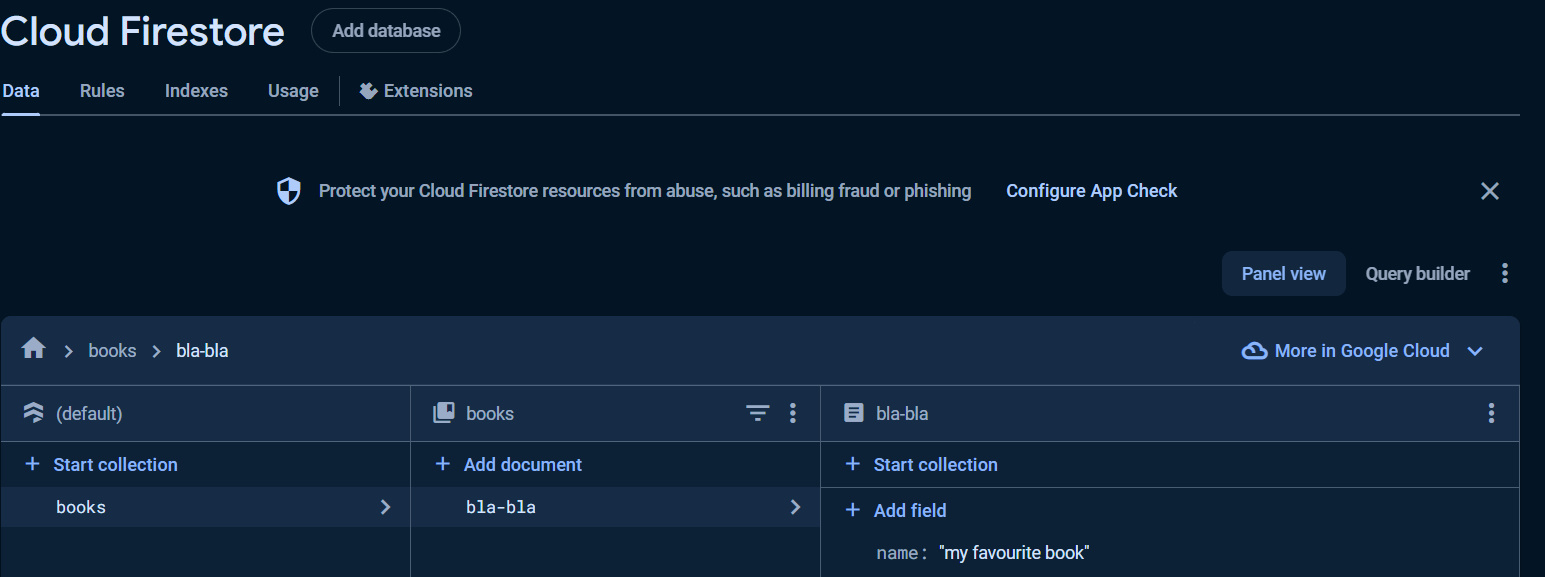 Cloud Firestore Add database
Data Rules Indexes Usage Extensions
Protect your Cloud Firestore resources from abuse, such as billing fraud or phishing Configure App Check
Panel view Query builder
books bla-bla More in Google Cloud
(default) books bla-bla
+ Start collection + Add document + Start collection
books bla-bla
+ Add field
name: "my favourite book"